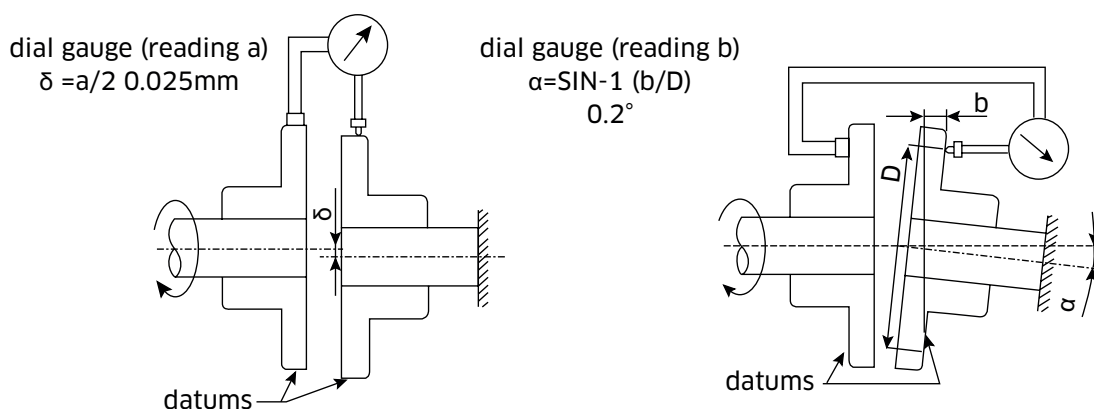 dial gauge (reading a)
δ =a/2 0.025mm
δ
datums
dial gauge (reading b)
α=SIN-1 (b/D)
0.2°
b
D
α
datums